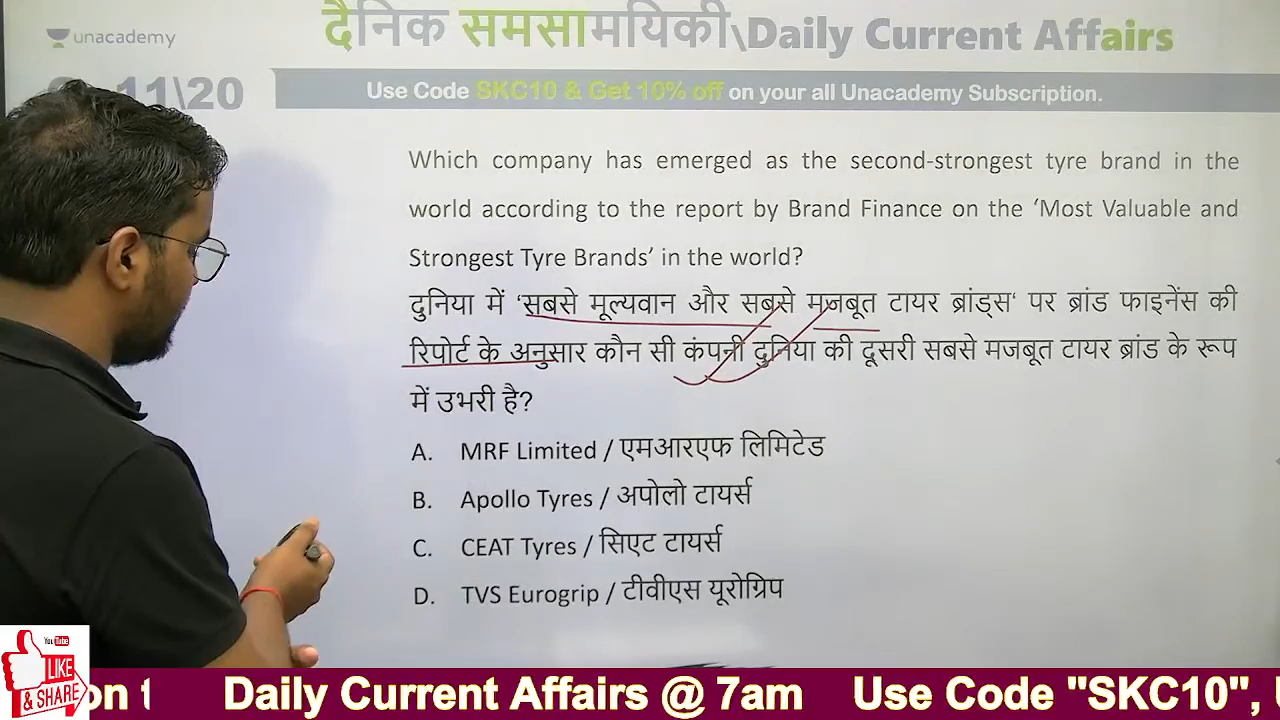 unacademy
दैनिक समसामयिकी\Daily Current Affairs
11\20
Use Code SKC10 & Get 10% off on your all Unacademy Subscription.
Which company has emerged as the second-strongest tyre brand in the
world according to the report by Brand Finance on the ‘Most Valuable and
Strongest Tyre Brands’ in the world?
दुनिया में ‘सबसे मूल्यवान और सबसे मजबूत टायर ब्रांड्स‘ पर ब्रांड फाइनेंस की
रिपोर्ट के अनुसार कौन सी कंपनी दुनिया की दूसरी सबसे मजबूत टायर ब्रांड के रूप
में उभरी है?
A. MRF Limited / एमआरएफ लिमिटेड
B. Apollo Tyres / अपोलो टायर्स
C. CEAT Tyres / सिएट टायर्स
D. TVS Eurogrip / टीवीएस यूरोग्रिप
YouTube
LIKE
& SHARE
on Daily Current Affairs @ 7am Use Code "SKC10",